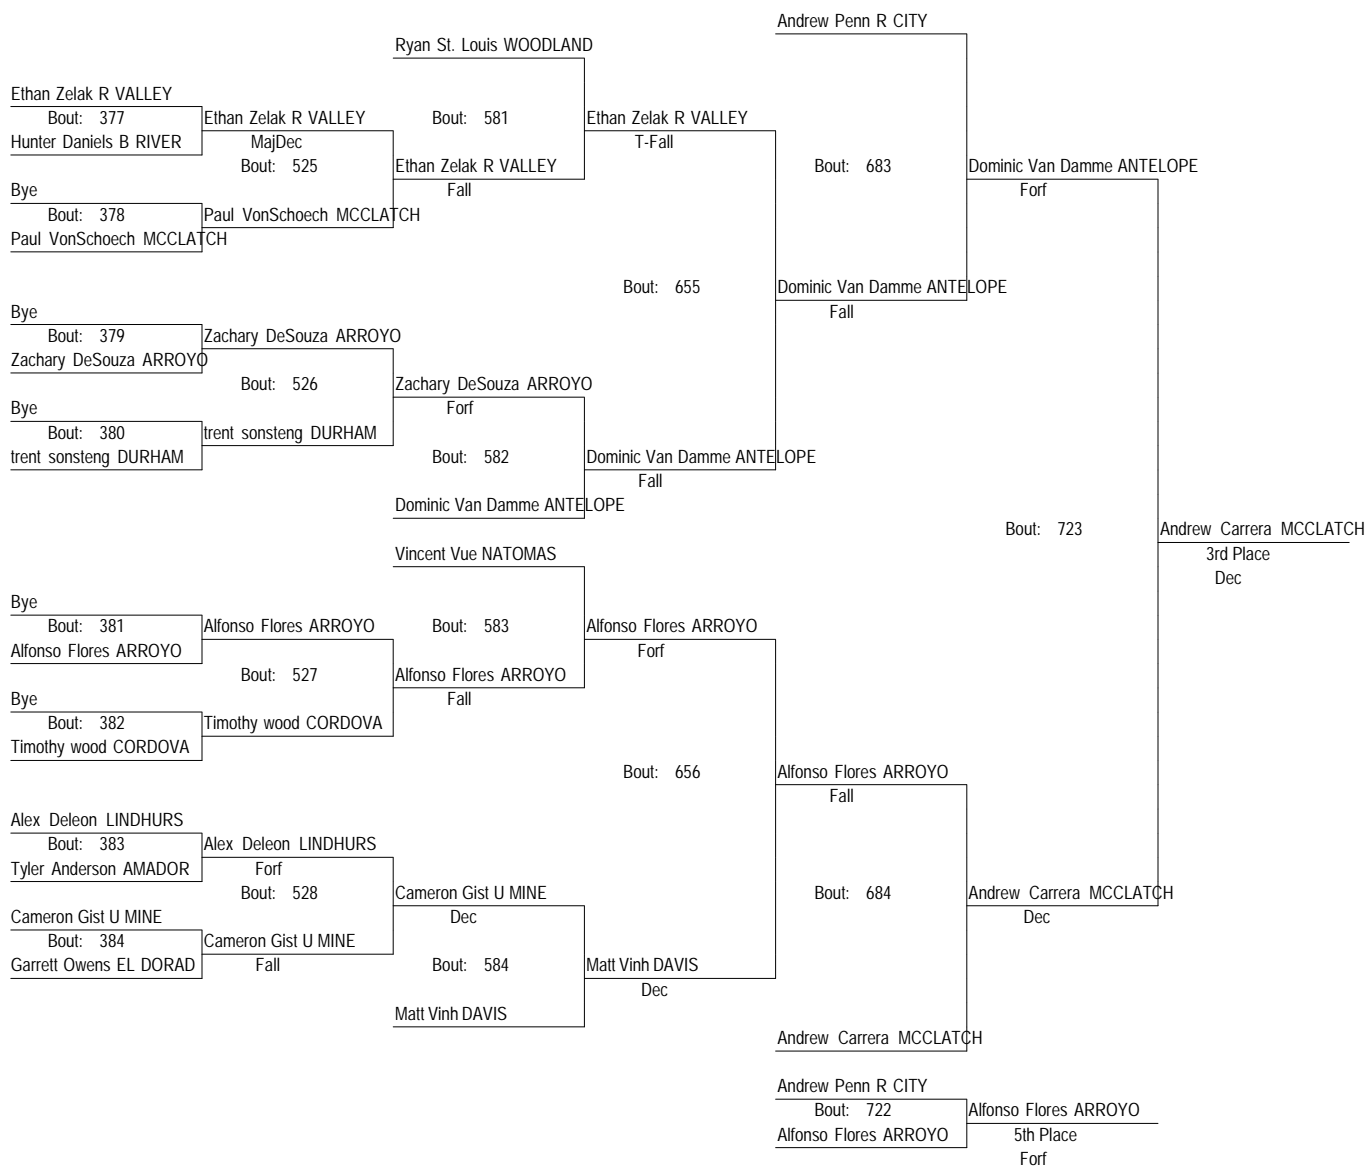 Andrew Penn R CITY
Ryan St. Louis WOODLAND
Ethan Zelak R VALLEY
Bout: 377
Hunter Daniels B RIVER
Ethan Zelak R VALLEY
MajDec
Bout: 525
Bout: 581
Ethan Zelak R VALLEY
T-Fall
Ethan Zelak R VALLEY
Fall
Bout: 683
Dominic Van Damme ANTELOPE
Forf
Bye
Bout: 378
Paul VonSchoech MCCLATCH
Paul VonSchoech MCCLATCH
Bout: 655
Dominic Van Damme ANTELOPE
Fall
Bye
Bout: 379
Zachary DeSouza ARROYO
Zachary DeSouza ARROYO
Bout: 526
Zachary DeSouza ARROYO
Forf
Bye
Bout: 380
trent sonsteng DURHAM
trent sonsteng DURHAM
Bout: 582
Dominic Van Damme ANTELOPE
Fall
Dominic Van Damme ANTELOPE
Bout: 723
Andrew Carrera MCCLATCH
3rd Place
Dec
Vincent Vue NATOMAS
Bye
Bout: 381
Alfonso Flores ARROYO
Alfonso Flores ARROYO
Bout: 583
Alfonso Flores ARROYO
Forf
Bout: 527
Alfonso Flores ARROYO
Fall
Bye
Bout: 382
Timothy wood CORDOVA
Timothy wood CORDOVA
Bout: 656
Alfonso Flores ARROYO
Fall
Alex Deleon LINDHURS
Bout: 383
Tyler Anderson AMADOR
Alex Deleon LINDHURS
Forf
Bout: 528
Cameron Gist U MINE
Dec
Bout: 684
Andrew Carrera MCCLATCH
Dec
Cameron Gist U MINE
Bout: 384
Garrett Owens EL DORAD
Cameron Gist U MINE
Fall
Bout: 584
Matt Vinh DAVIS
Dec
Matt Vinh DAVIS
Andrew Carrera MCCLATCH
Andrew Penn R CITY
Bout: 722
Alfonso Flores ARROYO
Alfonso Flores ARROYO
5th Place
Forf